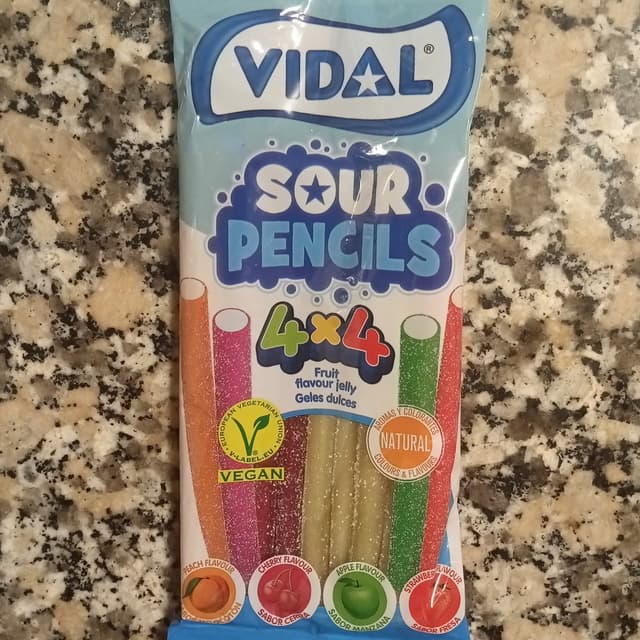 VIDAL®
SOUR
PENCILS
4x4
Fruit
flavour jelly
Geles dulces
EUROPEAN VEGETARIAN UNION
V-LABEL.EU
VEGAN
AROMAS Y COLORANTES
NATURAL
COLOURS & FLAVOURS
PEACH FLAVOUR
CHERRY FLAVOUR
SABOR CEREZA
APPLE FLAVOUR
SABOR MANZANA
STRAWBERRY FLAVOUR
SABOR FRESA